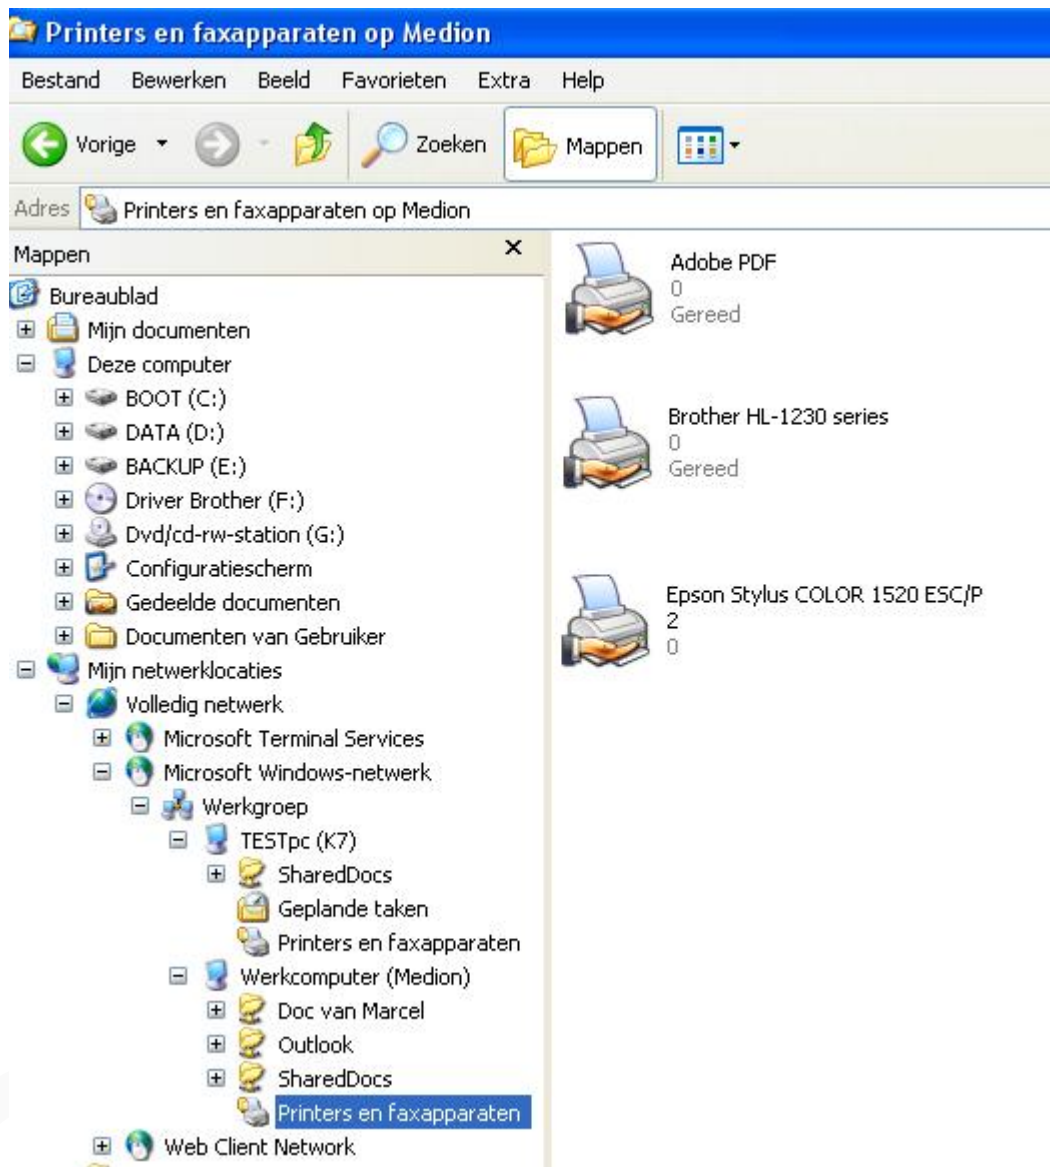 Printers en faxapparaten op Medion
Bestand Bewerken Beeld Favorieten Extra Help
Vorige Zoeken Mappen
Adres Printers en faxapparaten op Medion
Mappen
Bureaublad
Mijn documenten
Deze computer
BOOT (C:)
DATA (D:)
BACKUP (E:)
Driver Brother (F:)
Dvd/cd-rw-station (G:)
Configuratiescherm
Gedeelde documenten
Documenten van Gebruiker
Mijn netwerklocaties
Volledig netwerk
Microsoft Terminal Services
Microsoft Windows-netwerk
Werkgroep
TESTpc (K7)
SharedDocs
Geplande taken
Printers en faxapparaten
Werkcomputer (Medion)
Doc van Marcel
Outlook
SharedDocs
Printers en faxapparaten
Web Client Network
Adobe PDF
0
Gereed
Brother HL-1230 series
0
Gereed
Epson Stylus COLOR 1520 ESC/P
2
0